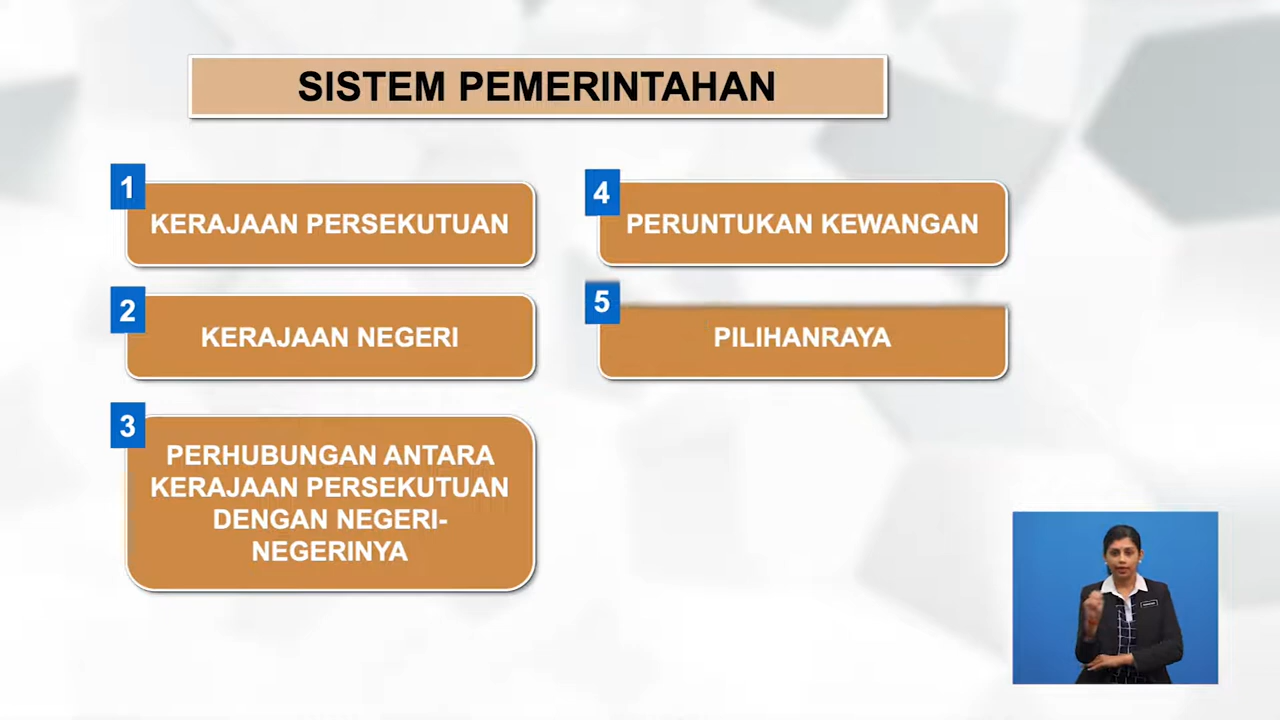 SISTEM PEMERINTAHAN
1
KERAJAAN PERSEKUTUAN
2
KERAJAAN NEGERI
3
PERHUBUNGAN ANTARA
KERAJAAN PERSEKUTUAN
DENGAN NEGERI-
NEGERINYA
4
PERUNTUKAN KEWANGAN
5
PILIHANRAYA